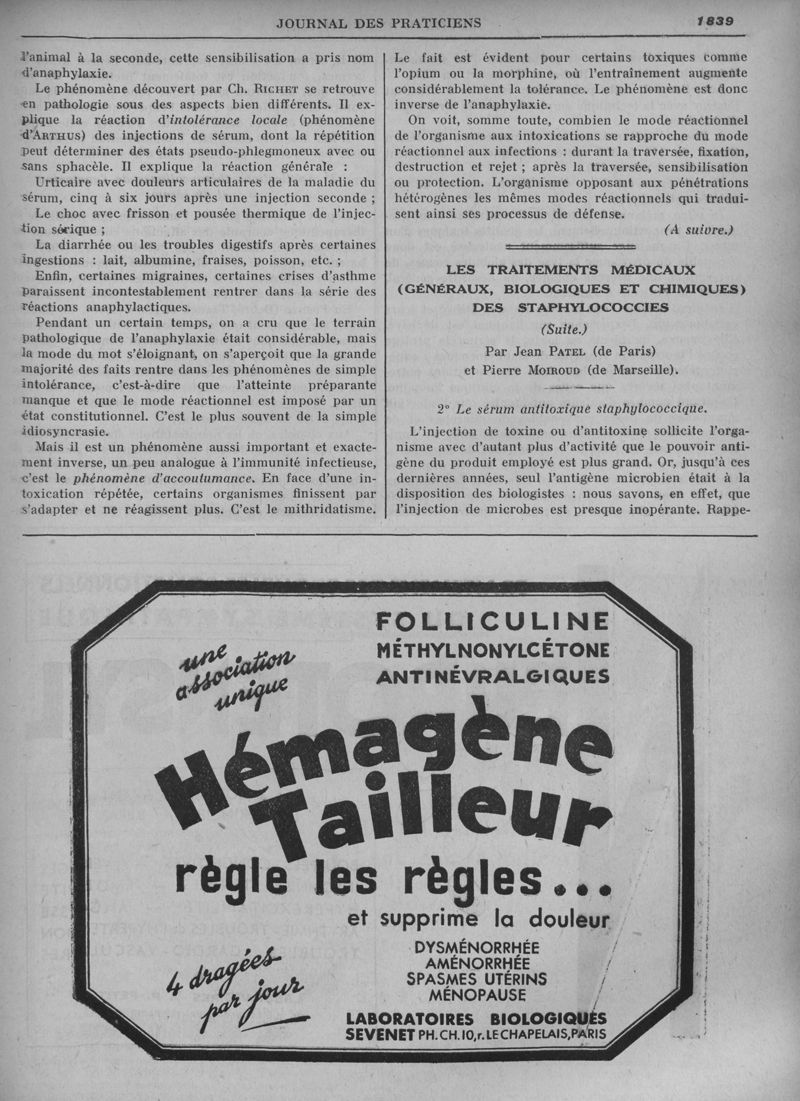 JOURNAL DES PRATICIENS 1839
l'animal à la seconde, cette sensibilisation a pris nom
d'anaphylaxie.
Le phénomène découvert par Ch. RICHET se retrouve
en pathologie sous des aspects bien différents. Il ex-
plique la réaction d'intolérance locale (phénomène
d'ARTHUS) des injections de sérum, dont la répétition
peut déterminer des états pseudo-phlegmoneux avec ou
sans sphacèle. Il explique la réaction générale :
Urticaire avec douleurs articulaires de la maladie du
sérum, cinq à six jours après une injection seconde ;
Le choc avec frisson et pousée thermique de l'injec-
tion sérique ;
La diarrhée ou les troubles digestifs après certaines
ingestions : lait, albumine, fraises, poisson, etc. ;
Enfin, certaines migraines, certaines crises d'asthme
paraissent incontestablement rentrer dans la série des
réactions anaphylactiques.
Pendant un certain temps, on a cru que le terrain
pathologique de l'anaphylaxie était considérable, mais
la mode du mot s'éloignant, on s'aperçoit que la grande
majorité des faits rentre dans les phénomènes de simple
intolérance, c'est-à-dire que l'atteinte préparante
manque et que le mode réactionnel est imposé par un
état constitutionnel. C'est le plus souvent de la simple
idiosyncrasie.
Mais il est un phénomène aussi important et exacte-
ment inverse, un peu analogue à l'immunité infectieuse,
c'est le phénomène d'accoutumance. En face d'une in-
toxication répétée, certains organismes finissent par
s'adapter et ne réagissent plus. C'est le mithridatisme.
Le fait est évident pour certains toxiques comme
l'opium ou la morphine, où l'entraînement augmente
considérablement la tolérance. Le phénomène est donc
inverse de l'anaphylaxie.
On voit, somme toute, combien le mode réactionnel
de l'organisme aux intoxications se rapproche du mode
réactionnel aux infections : durant la traversée, fixation,
destruction et rejet ; après la traversée, sensibilisation
ou protection. L'organisme opposant aux pénétrations
hétérogènes les mêmes modes réactionnels qui tradui-
sent ainsi ses processus de défense.
(A suivre.)
LES TRAITEMENTS MÉDICAUX
(GÉNÉRAUX, BIOLOGIQUES ET CHIMIQUES)
DES STAPHYLOCOCCIES
(Suite.)
Par Jean PATEL (de Paris)
et Pierre MOIROUD (de Marseille).
2° Le sérum antitoxique staphylococcique.
L'injection de toxine ou d'antitoxine sollicite l'orga-
nisme avec d'autant plus d'activité que le pouvoir anti-
gène du produit employé est plus grand. Or, jusqu'à ces
dernières années, seul l'antigène microbien était à la
disposition des biologistes : nous savons, en effet, que
l'injection de microbes est presque inopérante. Rappe-
une
association
unique
FOLLICULINE
MÉTHYLNONYLCÉTONE
ANTINÉVRALGIQUES
Hémagène
Tailleur
règle les règles...
et supprime la douleur
4 dragées
par jour
DYSMÉNORRHÉE
AMÉNORRHÉE
SPASMES UTÉRINS
MÉNOPAUSE
LABORATOIRES BIOLOGIQUES
SEVENET PH.CH.10,r.LE CHAPELAIS,PARIS